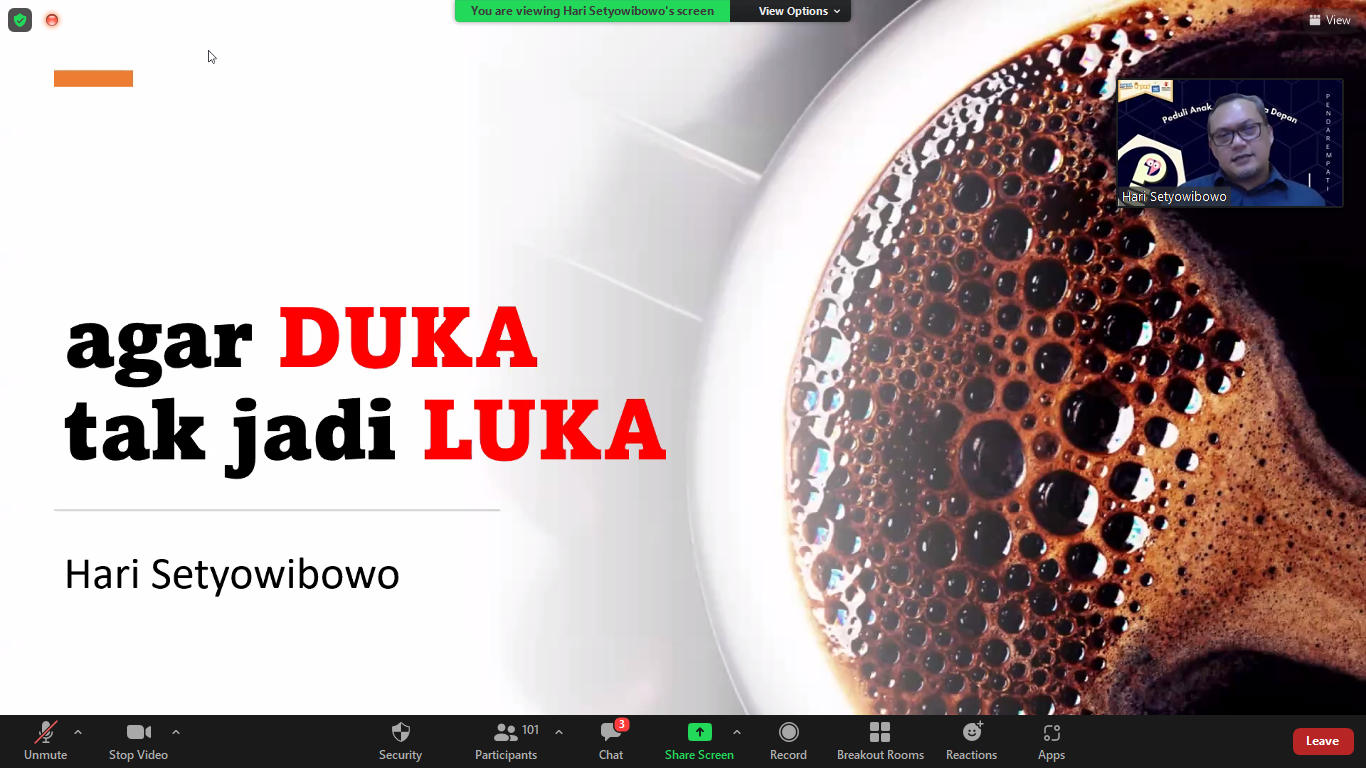 You are viewing Hari Setyowibowo's screen
View Options
View
Peduli Anak
Depan
PENDAREMPATI
Hari Setyowibowo
agar DUKA
tak jadi LUKA
Hari Setyowibowo
Unmute
Stop Video
Security
101
Participants
3
Chat
Share Screen
Record
Breakout Rooms
Reactions
Apps
Leave